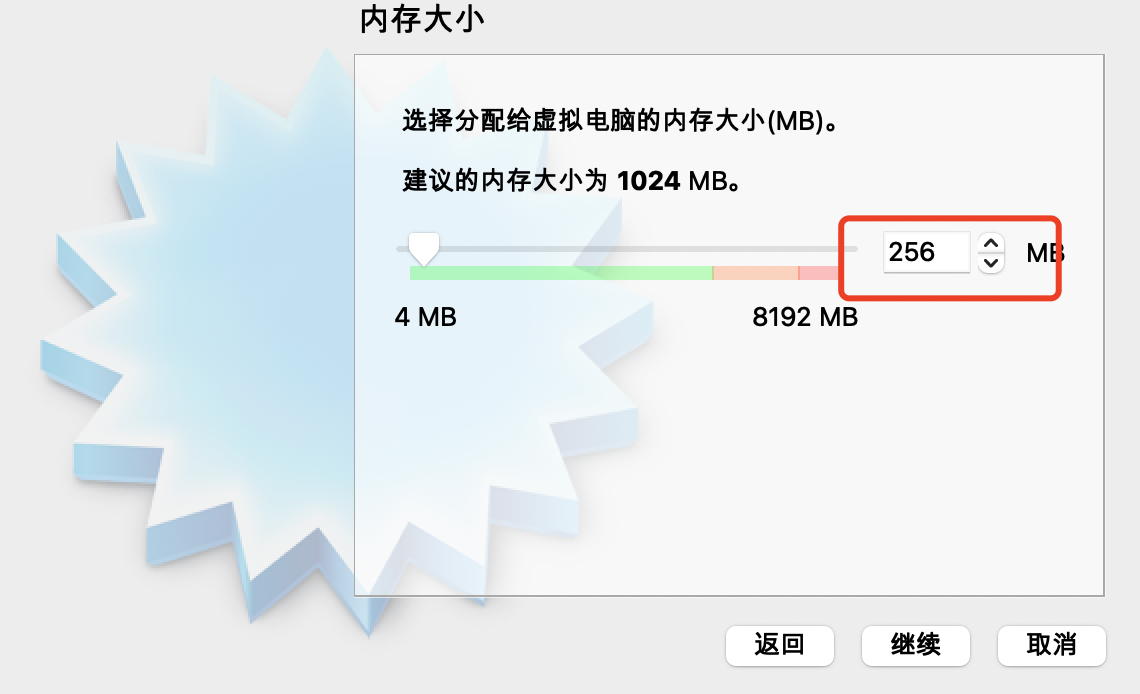 内存大小
选择分配给虚拟电脑的内存大小(MB)。
建议的内存大小为 1024 MB。
256 MB
4 MB 8192 MB
返回 继续 取消